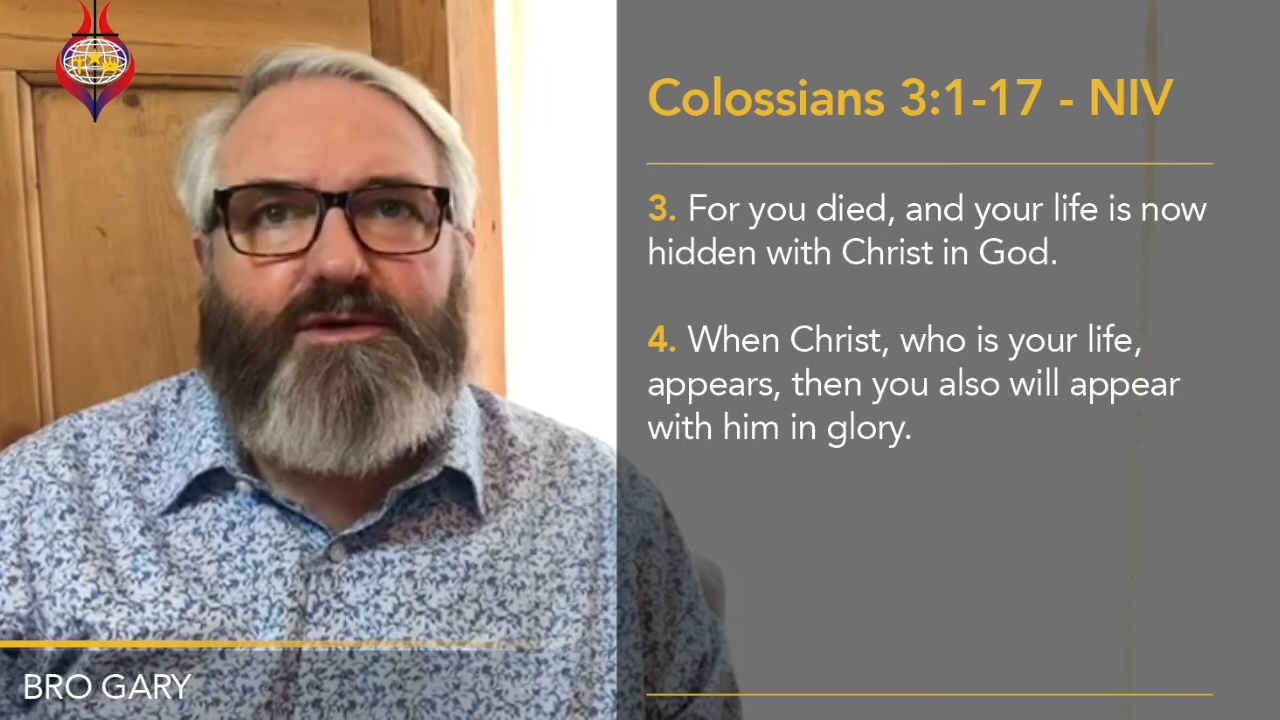 Colossians 3:1-17 - NIV
3. For you died, and your life is now
hidden with Christ in God.
4. When Christ, who is your life,
appears, then you also will appear
with him in glory.
BRO GARY